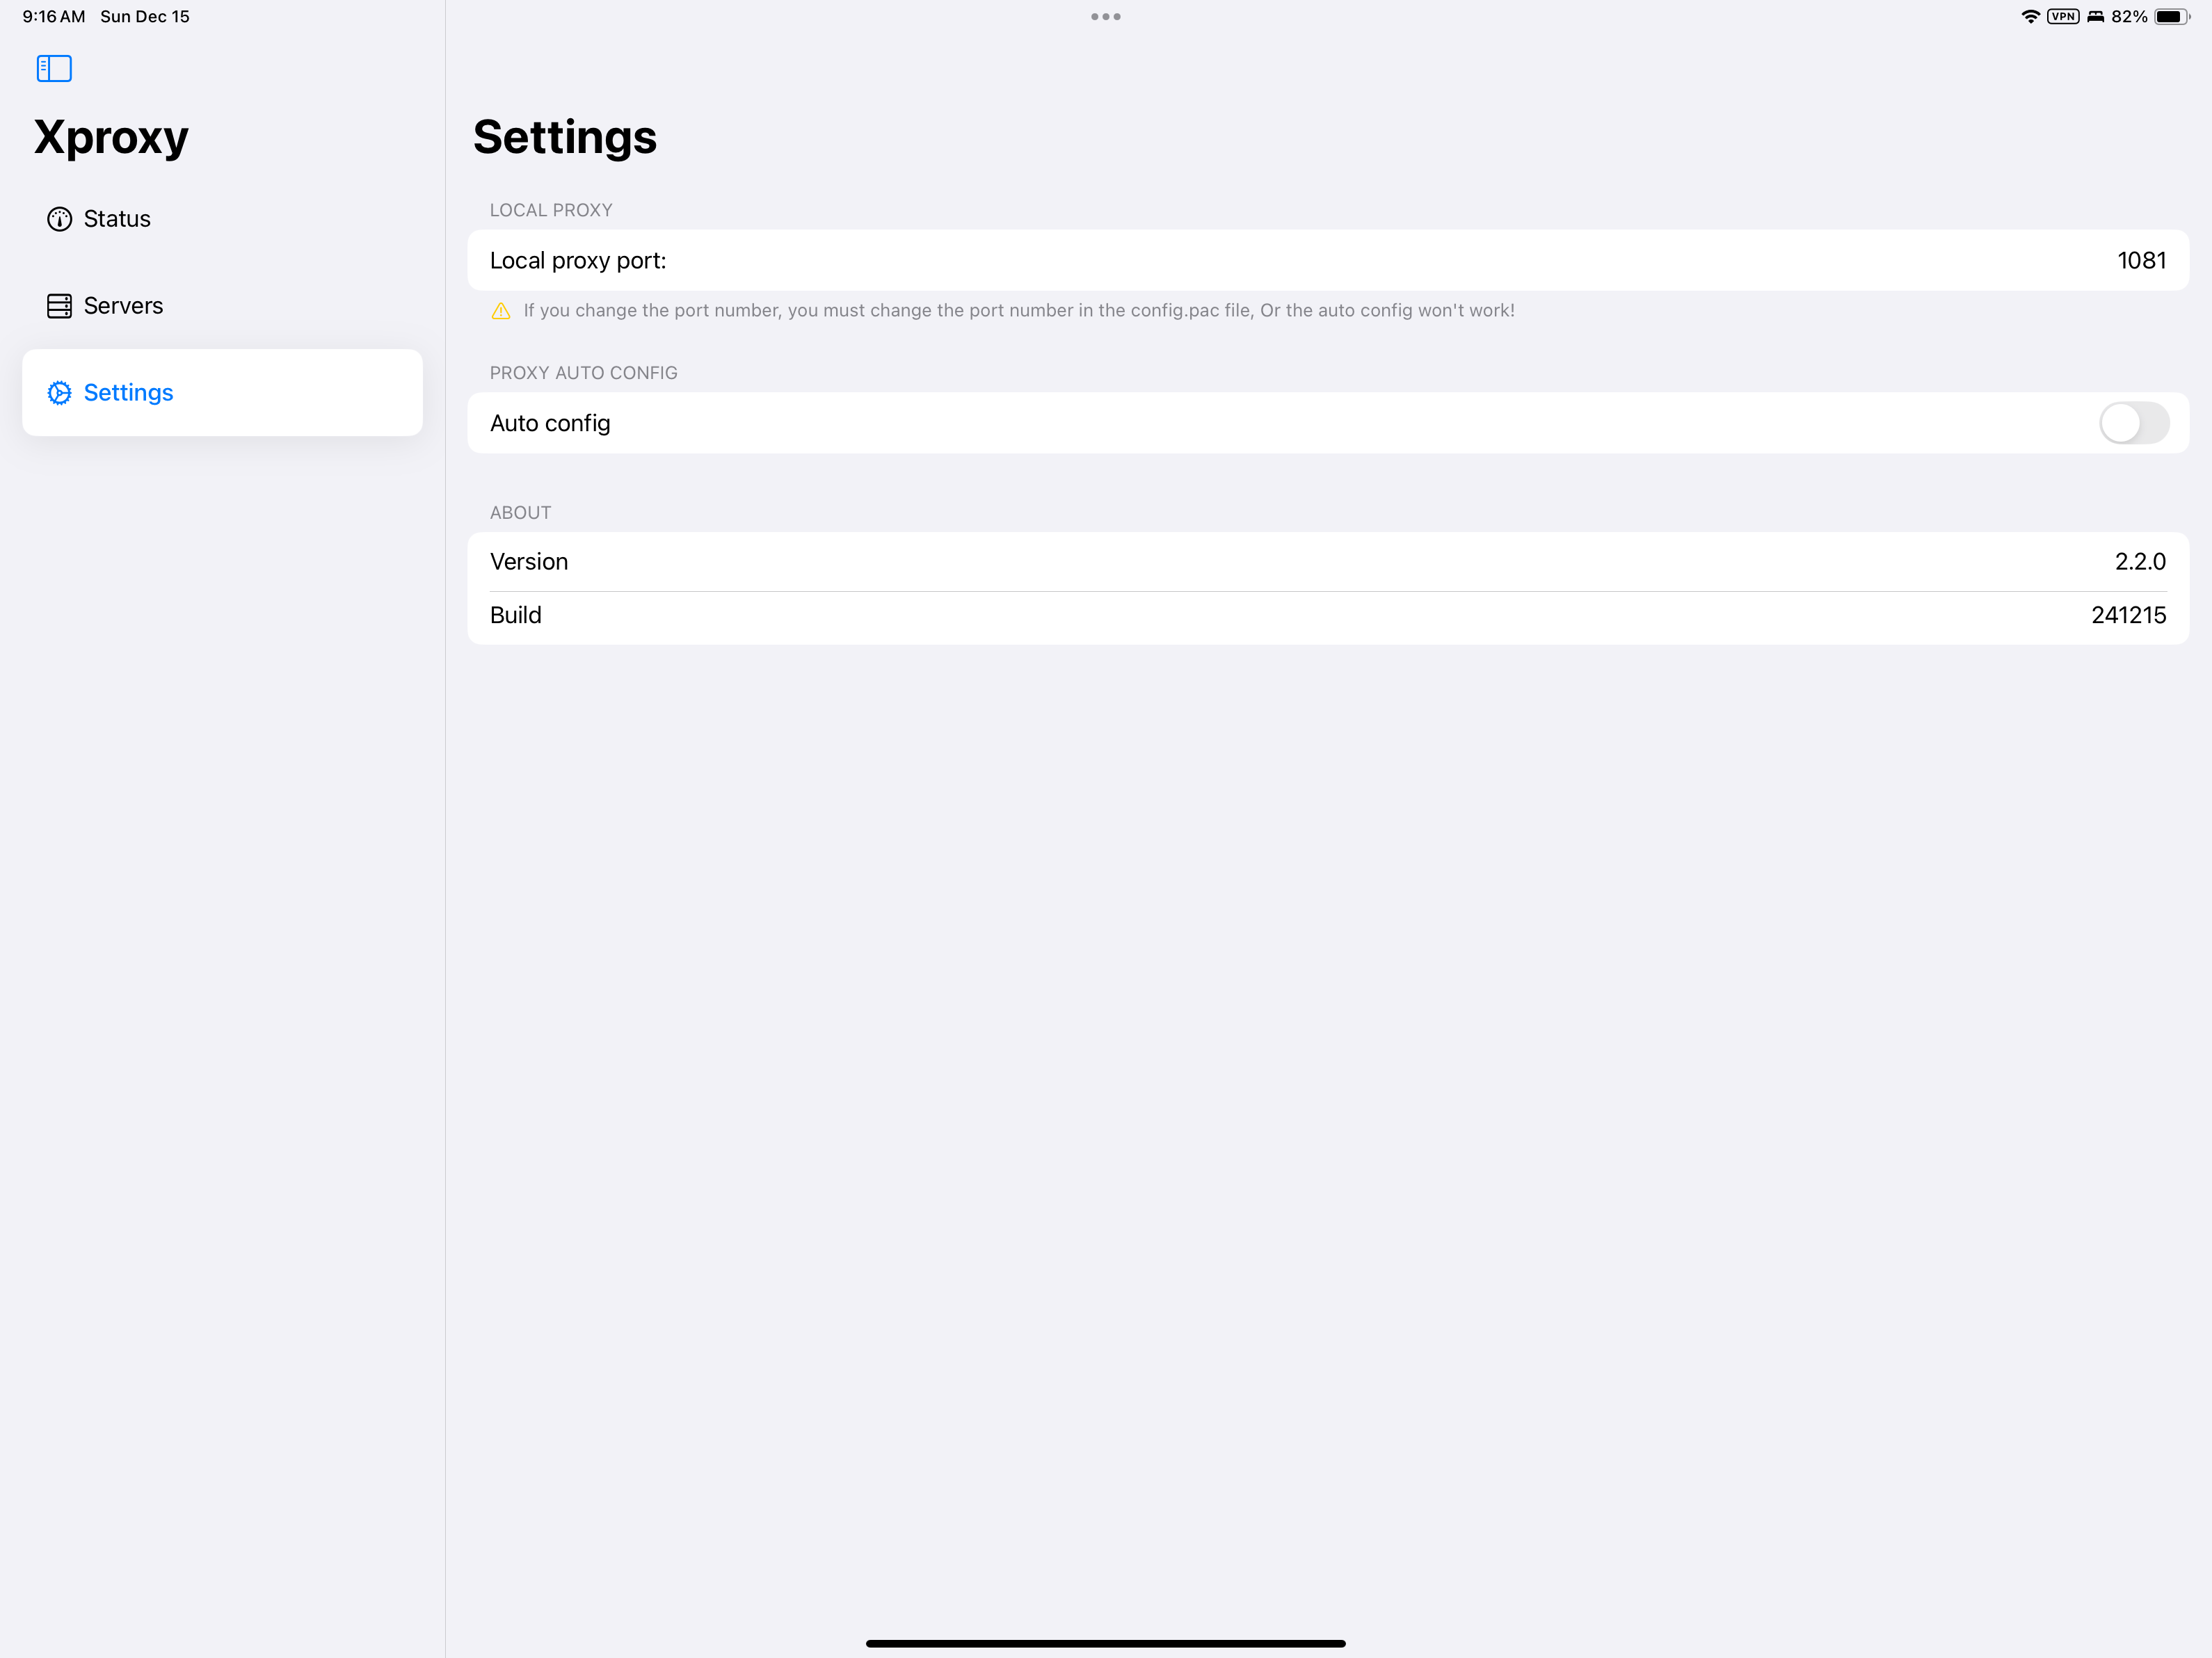 9:16 AM Sun Dec 15
VPN 82%
Xproxy
Status
Servers
Settings
Settings
LOCAL PROXY
Local proxy port: 1081
If you change the port number, you must change the port number in the config.pac file, Or the auto config won't work!
PROXY AUTO CONFIG
Auto config
ABOUT
Version 2.2.0
Build 241215